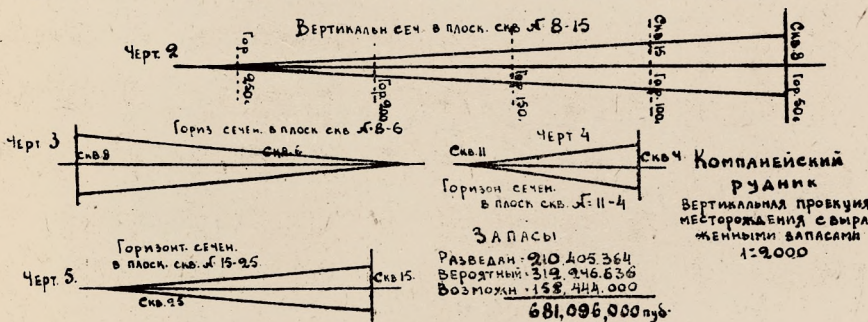 Вертикальн сеч. в плоск. скв № 8-15
Черт. 2
Гор. 250.
Гор. 200
Гор. 150.
Скв 15
Гор. 100.
Скв. 8
Гор. 50.
Черт 3
Гориз сечен. в плоск скв №. 8-6
Скв 8
Скв. 6
Черт 4
Скв. 11
Скв 4.
Горизон сечен.
в плоск скв. №= 11-4
Компанейский
рудник
Вертикальная проекция
месторождения с выра-
женными запасами
1:2000
Черт. 5.
Горизонт. сечен.
в плоск. скв. № 15-25
Скв 15.
Скв. 25
Запасы
Разведан = 210.405.364
Вероятный = 312.246.636
Возможн = 158,444.000
681,096,000 пуд.